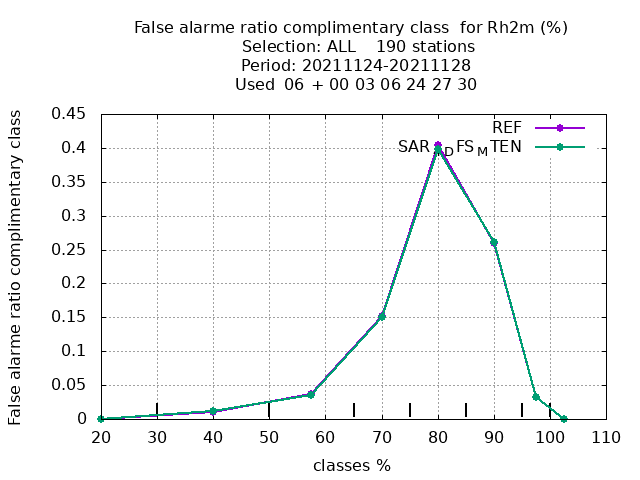 False alarme ratio complimentary class  for Rh2m (%)
Selection: ALL    190 stations
Period: 20211124-20211128
Used  06  + 00 03 06 24 27 30
False alarme ratio complimentary class
0.45
0.4
0.35
0.3
0.25
0.2
0.15
0.1
0.05
0
REF
SAR_DFS_MTEN
20 30 40 50 60 70 80 90 100 110
classes %